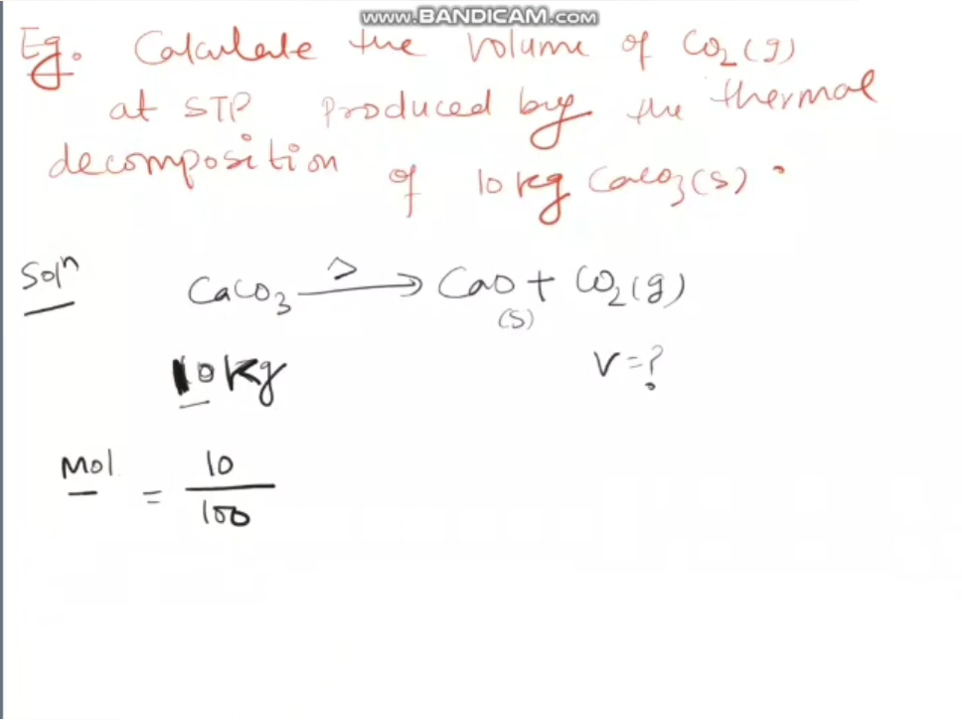 www.BANDICAM.com
Eg. Calculate the volume of CO2(g)
at STP produced by the thermal
decomposition of 10 kg CaCO3(s) .
Soln
CaCO3 → CaO + CO2(g)
(s)
10 Kg V = ?
Mol = 10
100